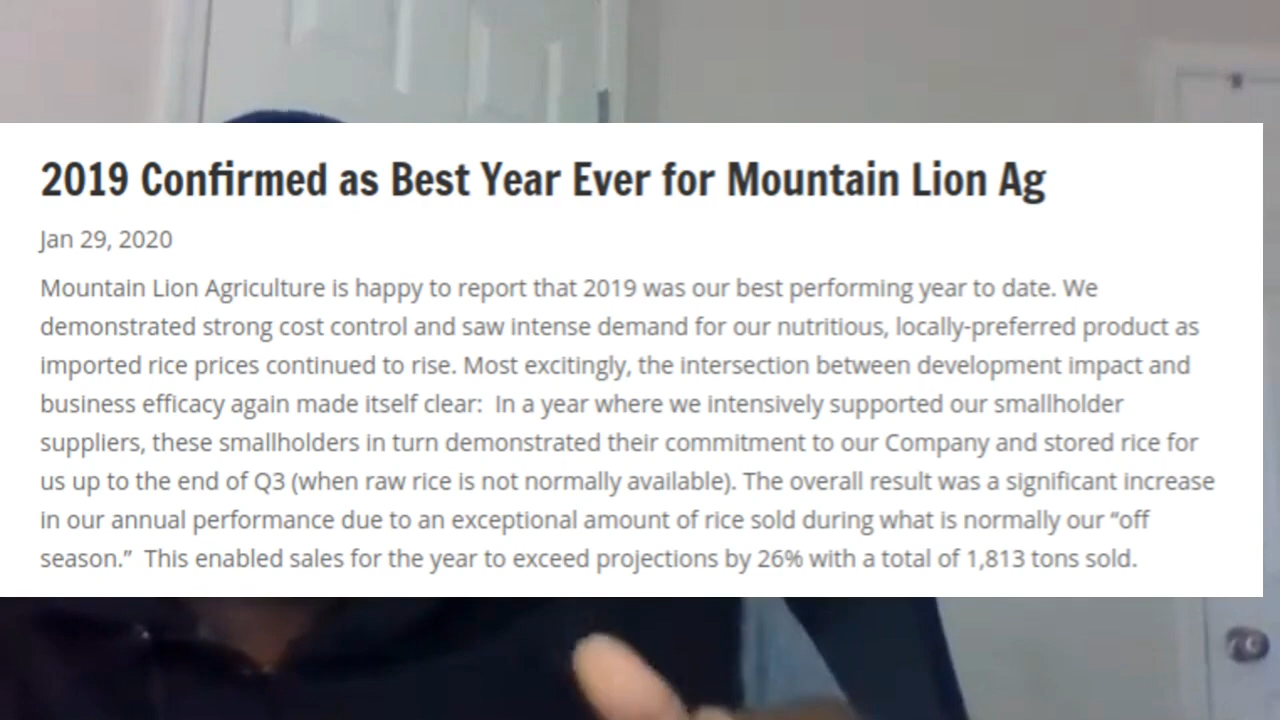 2019 Confirmed as Best Year Ever for Mountain Lion Ag
Jan 29, 2020
Mountain Lion Agriculture is happy to report that 2019 was our best performing year to date. We
demonstrated strong cost control and saw intense demand for our nutritious, locally-preferred product as
imported rice prices continued to rise. Most excitingly, the intersection between development impact and
business efficacy again made itself clear:  In a year where we intensively supported our smallholder
suppliers, these smallholders in turn demonstrated their commitment to our Company and stored rice for
us up to the end of Q3 (when raw rice is not normally available). The overall result was a significant increase
in our annual performance due to an exceptional amount of rice sold during what is normally our “off
season.”  This enabled sales for the year to exceed projections by 26% with a total of 1,813 tons sold.